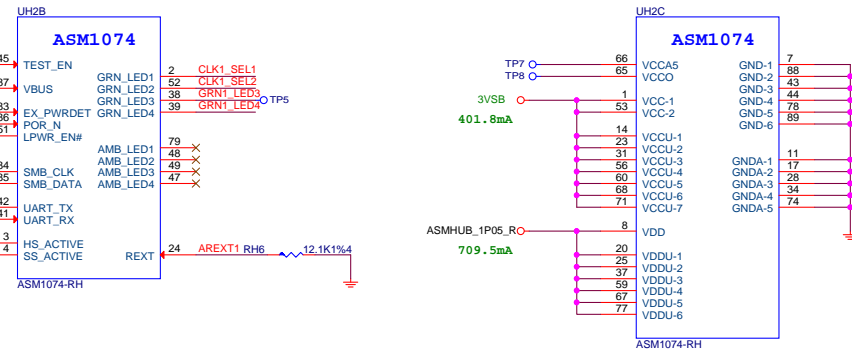 UH2B
ASM1074
45 TEST_EN
37 VBUS
33 EX_PWRDET
36 POR_N
51 LPWR_EN#
34 SMB_CLK
35 SMB_DATA
42 UART_TX
41 UART_RX
3 HS_ACTIVE
4 SS_ACTIVE
GRN_LED1 2 CLK1_SEL1
GRN_LED2 52 CLK1_SEL2
GRN_LED3 38 GRN1_LED3 TP5
GRN_LED4 39 GRN1_LED4
AMB_LED1 79
AMB_LED2 48
AMB_LED3 49
AMB_LED4 47
REXT 24 AREXT1 RH6 12.1K1%4
ASM1074-RH
UH2C
ASM1074
TP7 66 VCCA5
TP8 65 VCCO
3VSB 1 VCC-1
401.8mA 53 VCC-2
14 VCCU-1
23 VCCU-2
31 VCCU-3
56 VCCU-4
60 VCCU-5
68 VCCU-6
71 VCCU-7
ASMHUB_1P05_R 8 VDD
709.5mA
20 VDDU-1
25 VDDU-2
37 VDDU-3
59 VDDU-4
67 VDDU-5
77 VDDU-6
GND-1 7
GND-2 88
GND-3 43
GND-4 44
GND-5 78
GND-6 89
GNDA-1 11
GNDA-2 17
GNDA-3 28
GNDA-4 34
GNDA-5 74
ASM1074-RH